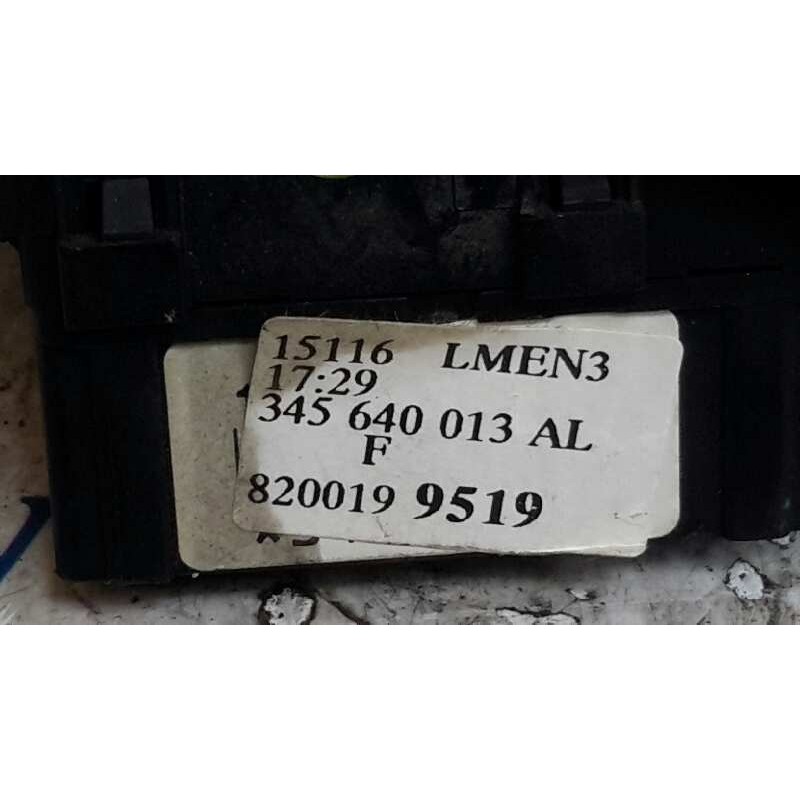 15116 LMEN3
17:29
345 640 013 AL
F
820019 9519